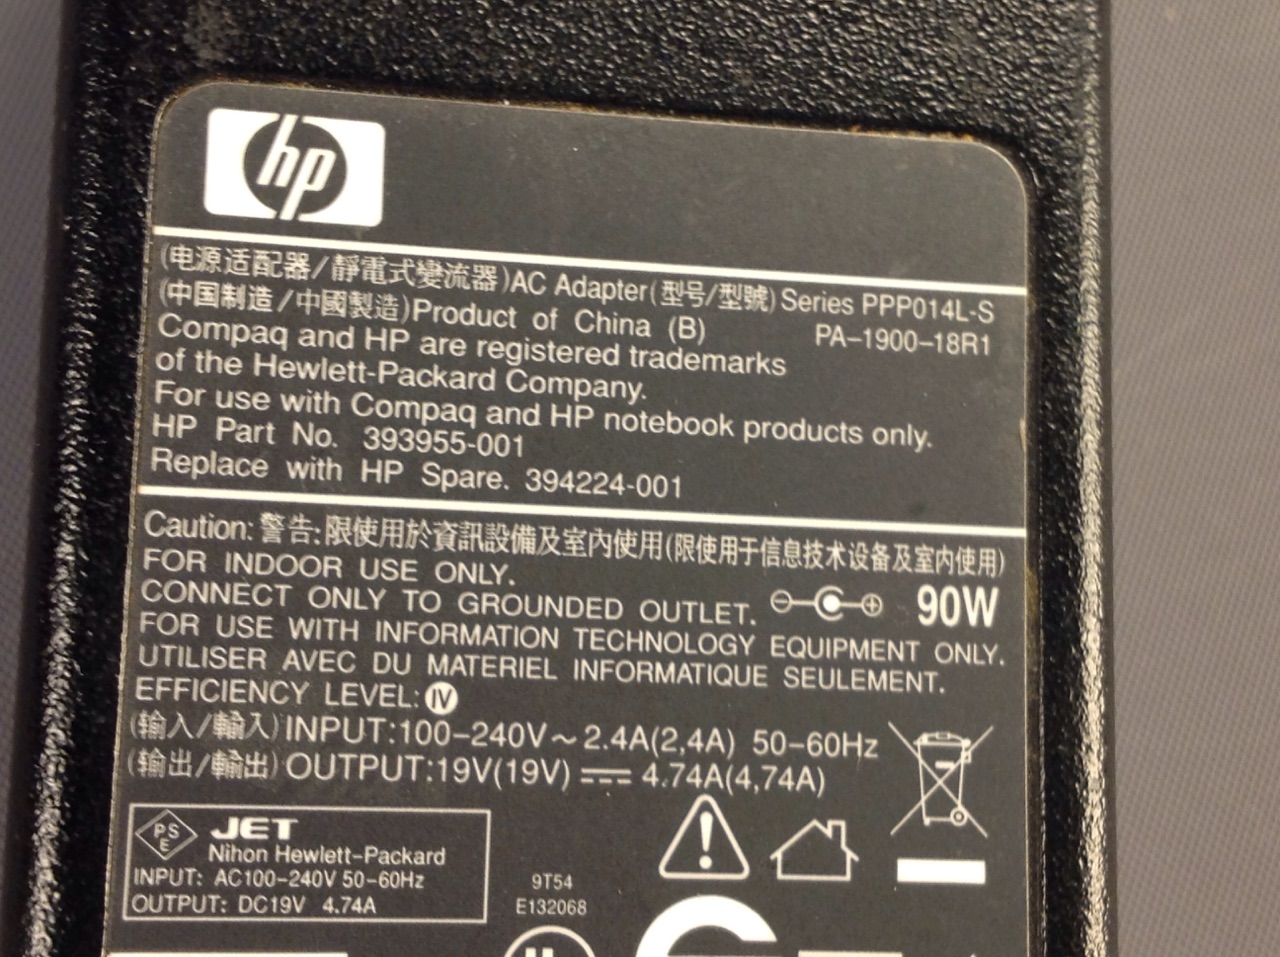 hp
(电源适配器/靜電式變流器)AC Adapter(型号/型號)Series PPP014L-S
(中国制造/中國製造)Product of China (B) PA-1900-18R1
Compaq and HP are registered trademarks
of the Hewlett-Packard Company.
For use with Compaq and HP notebook products only.
HP Part No. 393955-001
Replace with HP Spare. 394224-001
Caution: 警告:限使用於資訊設備及室內使用(限使用于信息技术设备及室内使用)
FOR INDOOR USE ONLY.
CONNECT ONLY TO GROUNDED OUTLET. 90W
FOR USE WITH INFORMATION TECHNOLOGY EQUIPMENT ONLY.
UTILISER AVEC DU MATERIEL INFORMATIQUE SEULEMENT.
EFFICIENCY LEVEL: IV
(输入/輸入)INPUT:100-240V~2.4A(2,4A) 50-60Hz
(输出/輸出)OUTPUT:19V(19V) ⎓ 4.74A(4,74A)
PSE JET
Nihon Hewlett-Packard
INPUT: AC100-240V 50-60Hz
OUTPUT: DC19V 4.74A
9T54
E132068